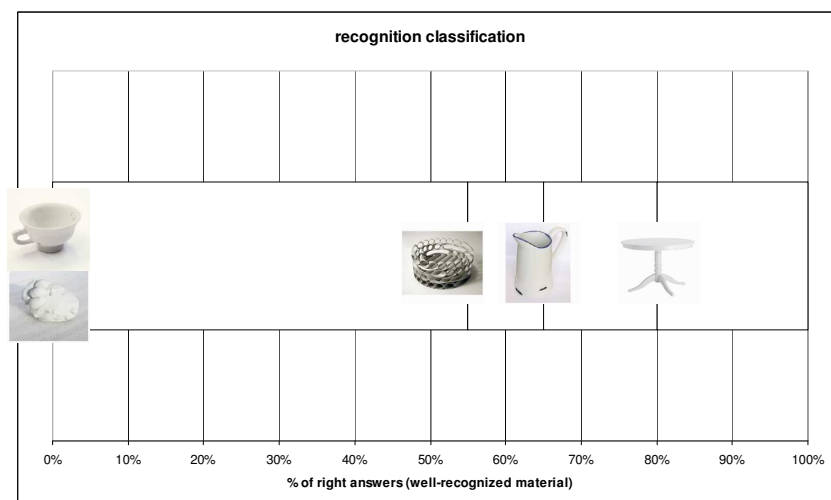 recognition classification
0% 10% 20% 30% 40% 50% 60% 70% 80% 90% 100%
% of right answers (well-recognized material)